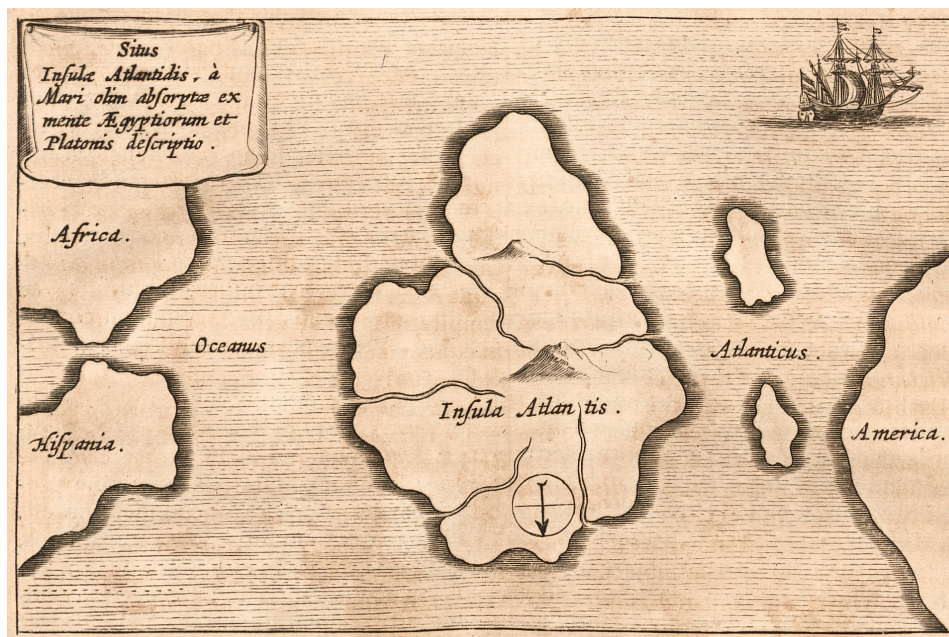 Situs
Inſulæ Atlantidis, à
Mari olim abſorptæ ex
mente Ægyptiorum et
Platonis deſcriptio.
Africa.
Oceanus
Atlanticus.
Inſula Atlantis.
Hiſpania.
America.